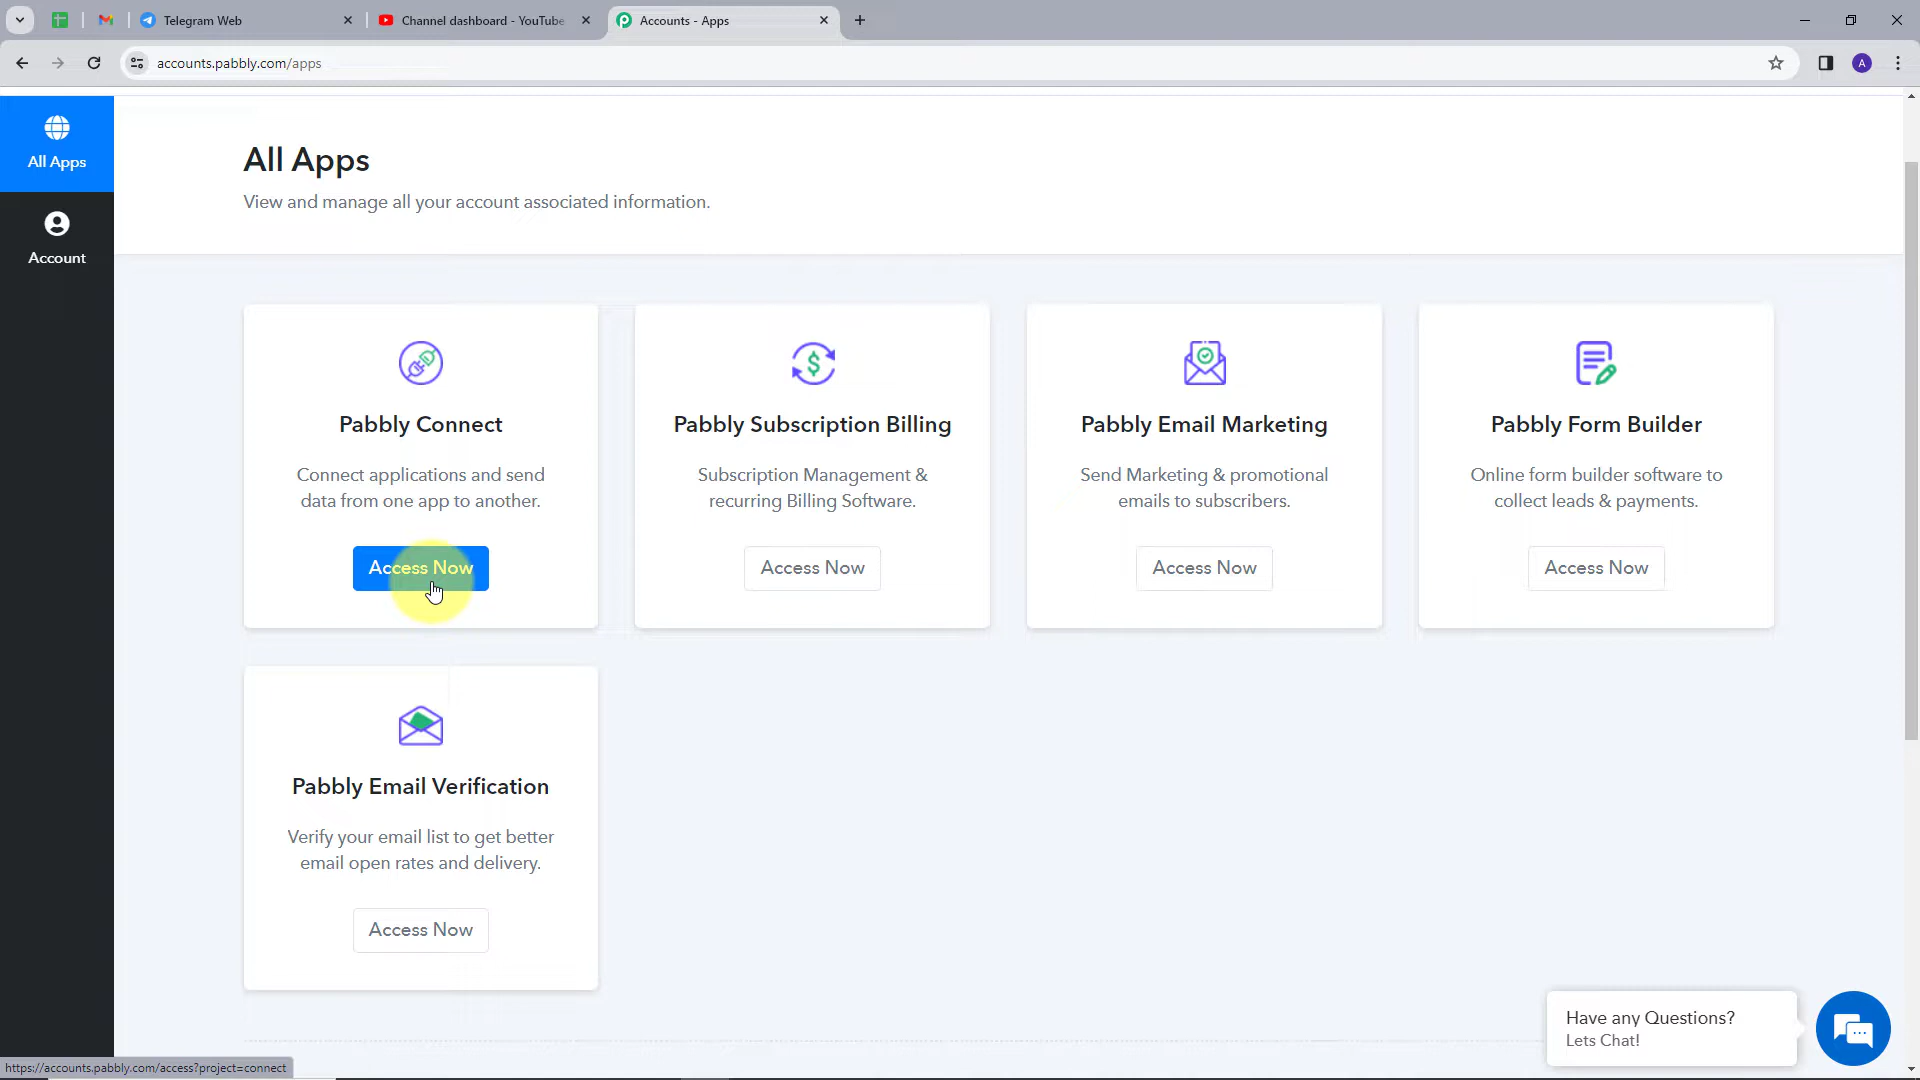 Telegram Web
Channel dashboard - YouTube
Accounts - Apps
accounts.pabbly.com/apps
A
All Apps
Account
All Apps
View and manage all your account associated information.
Pabbly Connect
Connect applications and send
data from one app to another.
Access Now
Pabbly Subscription Billing
Subscription Management &
recurring Billing Software.
Access Now
Pabbly Email Marketing
Send Marketing & promotional
emails to subscribers.
Access Now
Pabbly Form Builder
Online form builder software to
collect leads & payments.
Access Now
Pabbly Email Verification
Verify your email list to get better
email open rates and delivery.
Access Now
Have any Questions?
Lets Chat!
https://accounts.pabbly.com/access?project=connect